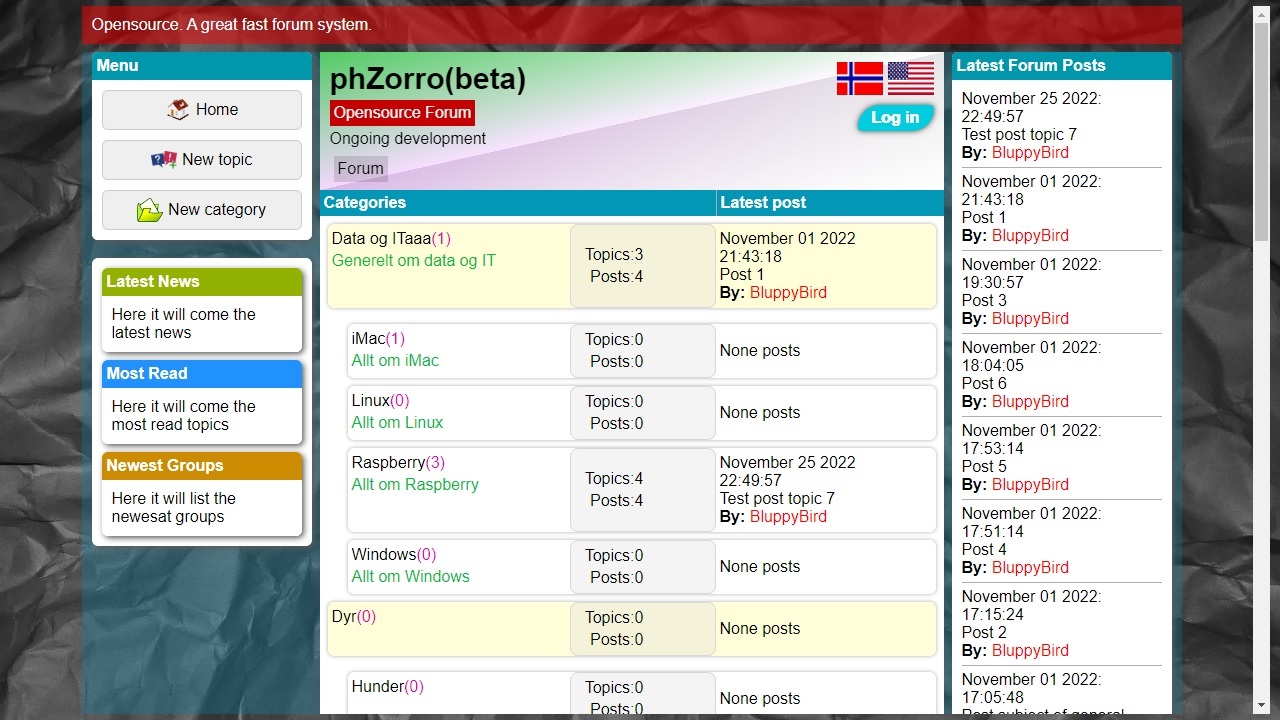 Opensource. A great fast forum system.
Menu
Home
New topic
New category
Latest News
Here it will come the
latest news
Most Read
Here it will come the
most read topics
Newest Groups
Here it will list the
newesat groups
phZorro(beta)
Opensource Forum
Ongoing development
Forum
Log in
Categories
Latest post
Data og ITaaa(1)
Generelt om data og IT
Topics:3
Posts:4
November 01 2022
21:43:18
Post 1
By: BluppyBird
iMac(1)
Allt om iMac
Topics:0
Posts:0
None posts
Linux(0)
Allt om Linux
Topics:0
Posts:0
None posts
Raspberry(3)
Allt om Raspberry
Topics:4
Posts:4
November 25 2022
22:49:57
Test post topic 7
By: BluppyBird
Windows(0)
Allt om Windows
Topics:0
Posts:0
None posts
Dyr(0)
Topics:0
Posts:0
None posts
Hunder(0)
Topics:0
Posts:0
None posts
Latest Forum Posts
November 25 2022:
22:49:57
Test post topic 7
By: BluppyBird
November 01 2022:
21:43:18
Post 1
By: BluppyBird
November 01 2022:
19:30:57
Post 3
By: BluppyBird
November 01 2022:
18:04:05
Post 6
By: BluppyBird
November 01 2022:
17:53:14
Post 5
By: BluppyBird
November 01 2022:
17:51:14
Post 4
By: BluppyBird
November 01 2022:
17:15:24
Post 2
By: BluppyBird
November 01 2022:
17:05:48
Post subject of general